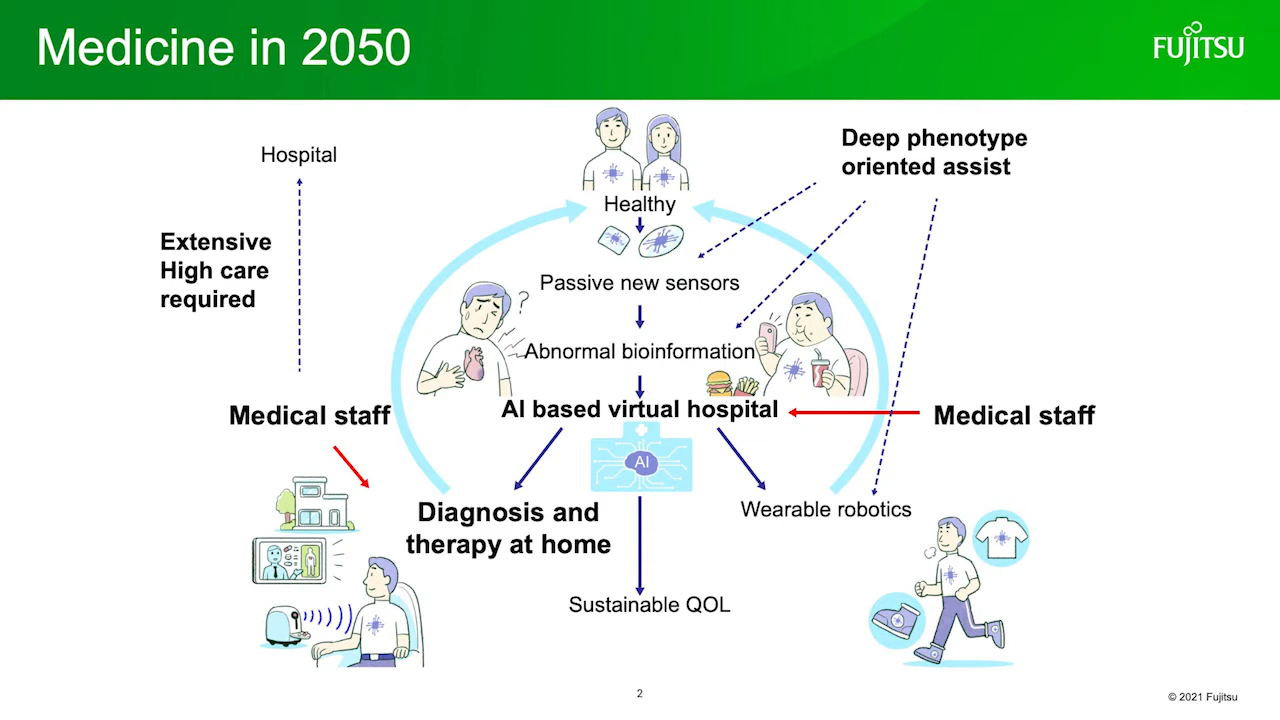 Medicine in 2050
FUJITSU
Hospital
Deep phenotype
oriented assist
Healthy
Extensive
High care
required
Passive new sensors
?
Abnormal bioinformation
Medical staff
AI based virtual hospital
Medical staff
AI
Diagnosis and
therapy at home
Wearable robotics
Sustainable QOL
2
© 2021 Fujitsu